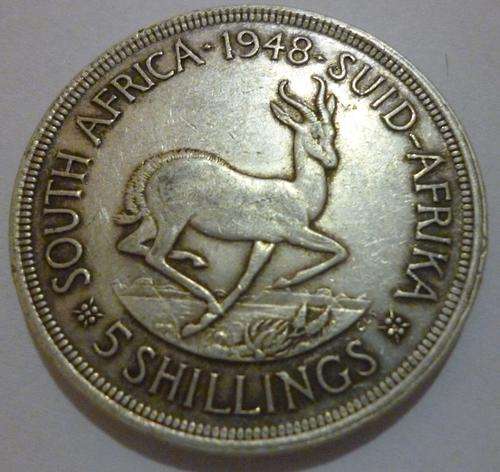 SOUTH AFRICA · 1948 · SUID-AFRIKA
5 SHILLINGS